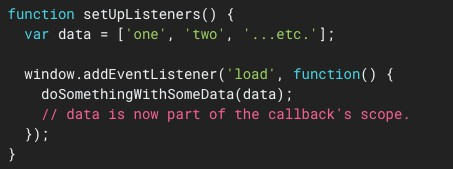 function setUpListeners() {
var data = ['one', 'two', '...etc.'];
window.addEventListener('load', function() {
doSomethingWithSomeData(data);
// data is now part of the callback's scope.
});
}